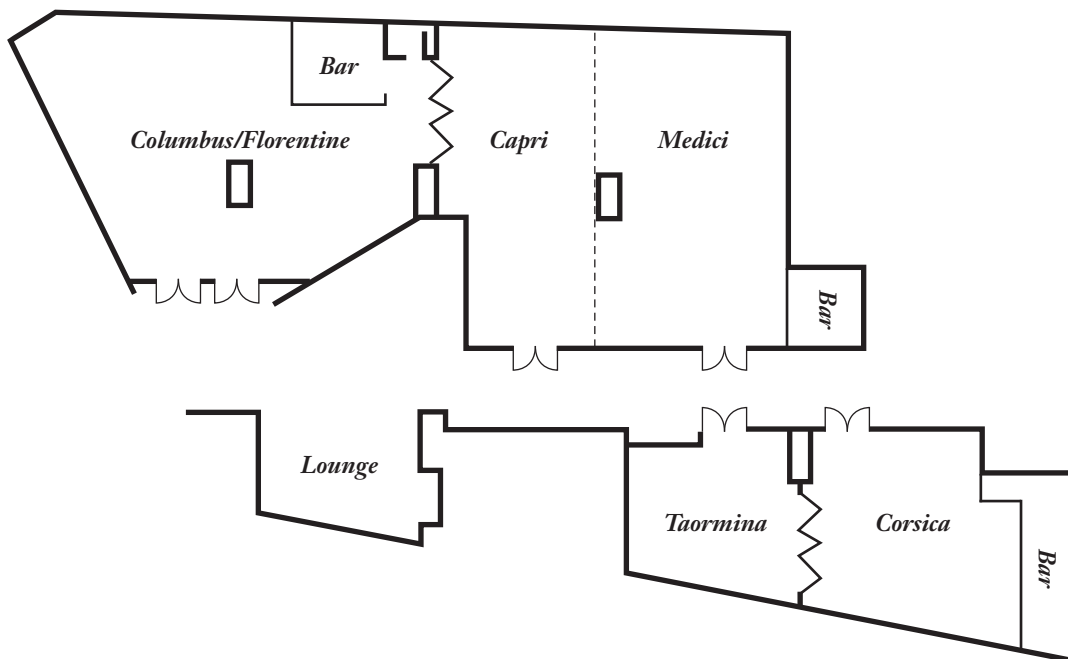 Bar
Columbus/Florentine
Capri
Medici
Bar
Lounge
Taormina
Corsica
Bar